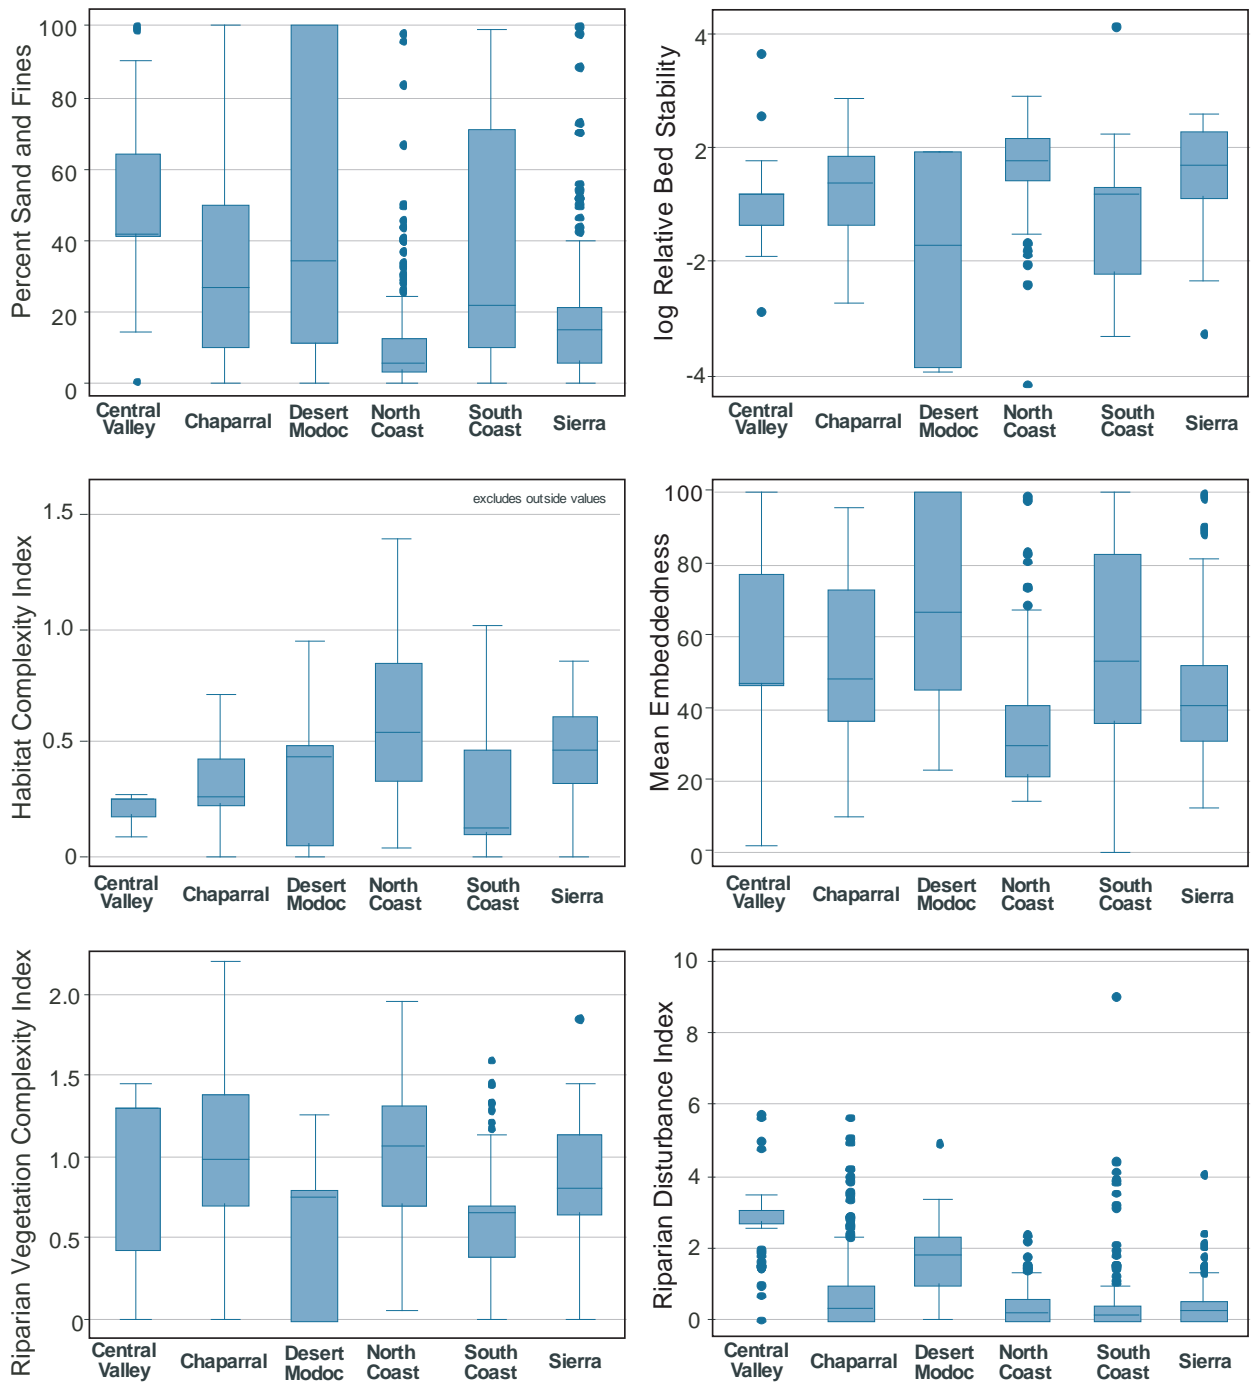 Percent Sand and Fines
100
80
60
40
20
0
Central Valley
Chaparral
Desert Modoc
North Coast
South Coast
Sierra
log Relative Bed Stability
4
2
-2
-4
Central Valley
Chaparral
Desert Modoc
North Coast
South Coast
Sierra
Habitat Complexity Index
excludes outside values
1.5
1.0
0.5
0
Central Valley
Chaparral
Desert Modoc
North Coast
South Coast
Sierra
Mean Embeddedness
100
80
60
40
20
0
Central Valley
Chaparral
Desert Modoc
North Coast
South Coast
Sierra
Riparian Vegetation Complexity Index
2.0
1.5
1.0
0.5
0
Central Valley
Chaparral
Desert Modoc
North Coast
South Coast
Sierra
Riparian Disturbance Index
10
8
6
4
2
0
Central Valley
Chaparral
Desert Modoc
North Coast
South Coast
Sierra